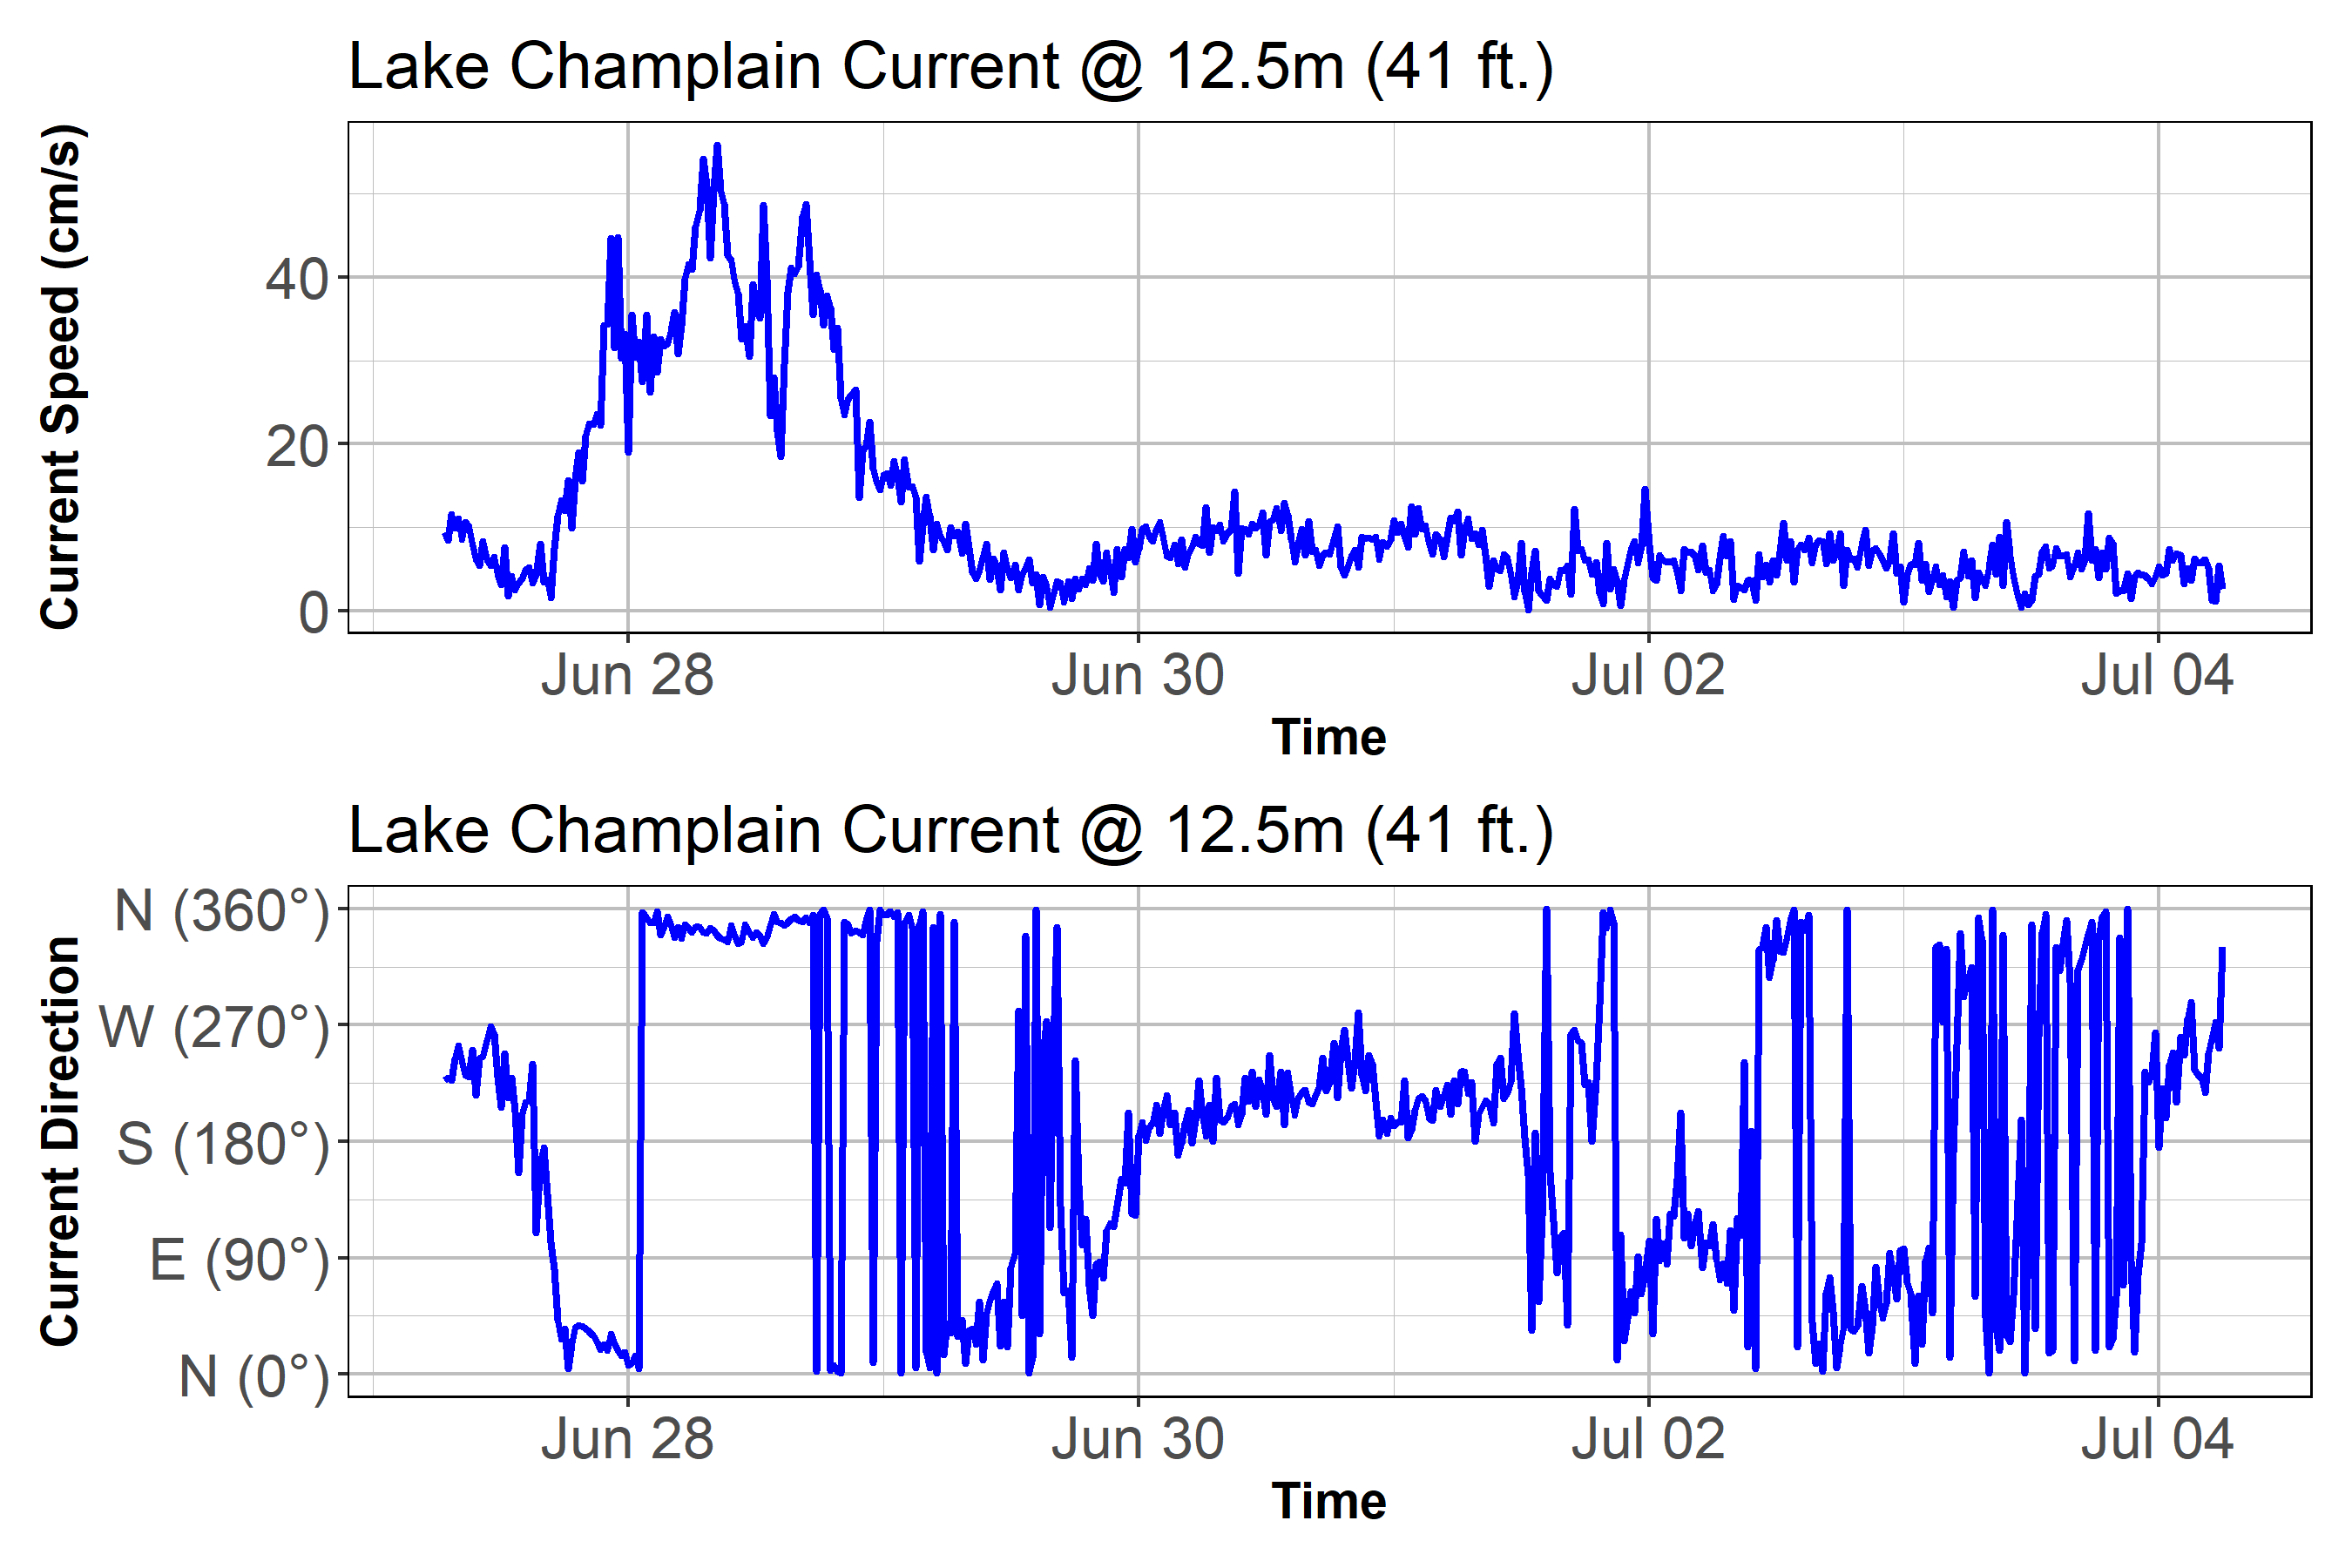 Lake Champlain Current @ 12.5m (41 ft.)
Current Speed (cm/s)
40
20
0
Jun 28
Jun 30
Jul 02
Jul 04
Time
Lake Champlain Current @ 12.5m (41 ft.)
Current Direction
N (360°)
W (270°)
S (180°)
E (90°)
N (0°)
Jun 28
Jun 30
Jul 02
Jul 04
Time